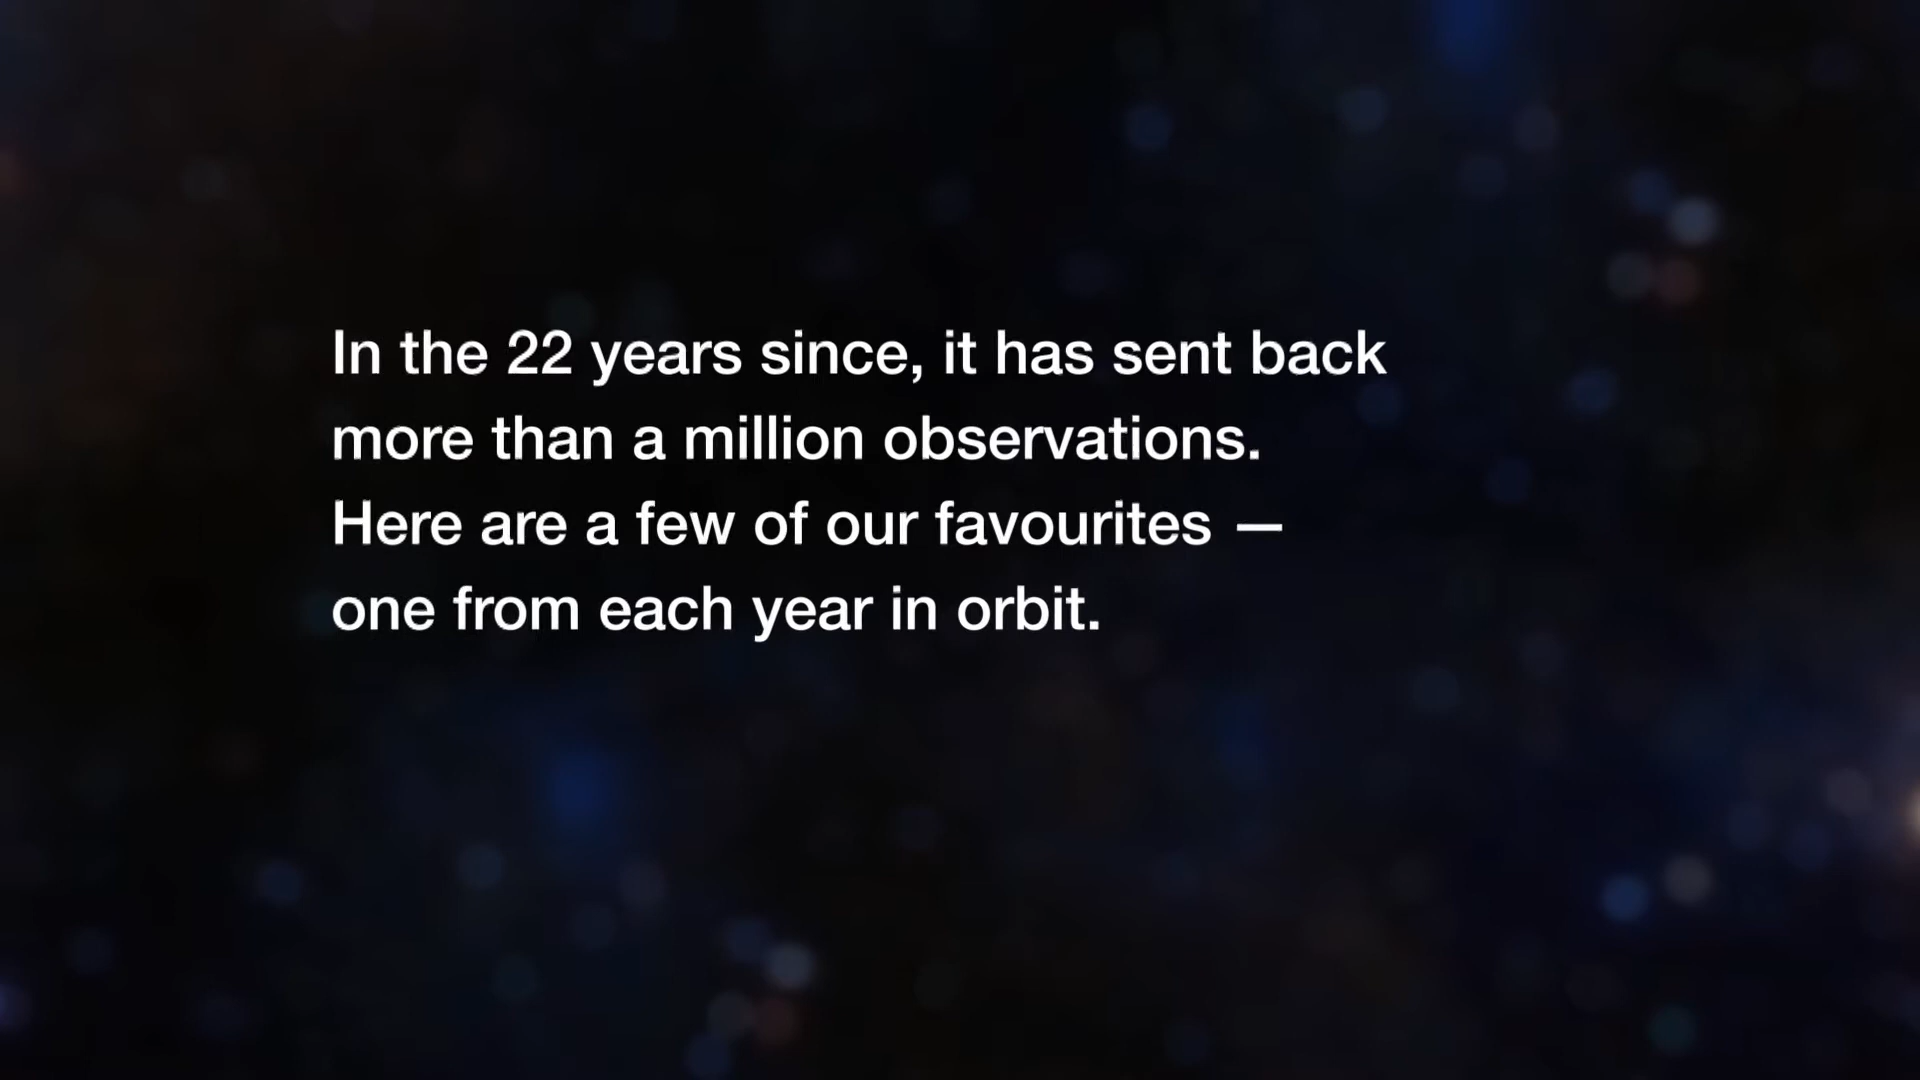 In the 22 years since, it has sent back
more than a million observations.
Here are a few of our favourites —
one from each year in orbit.